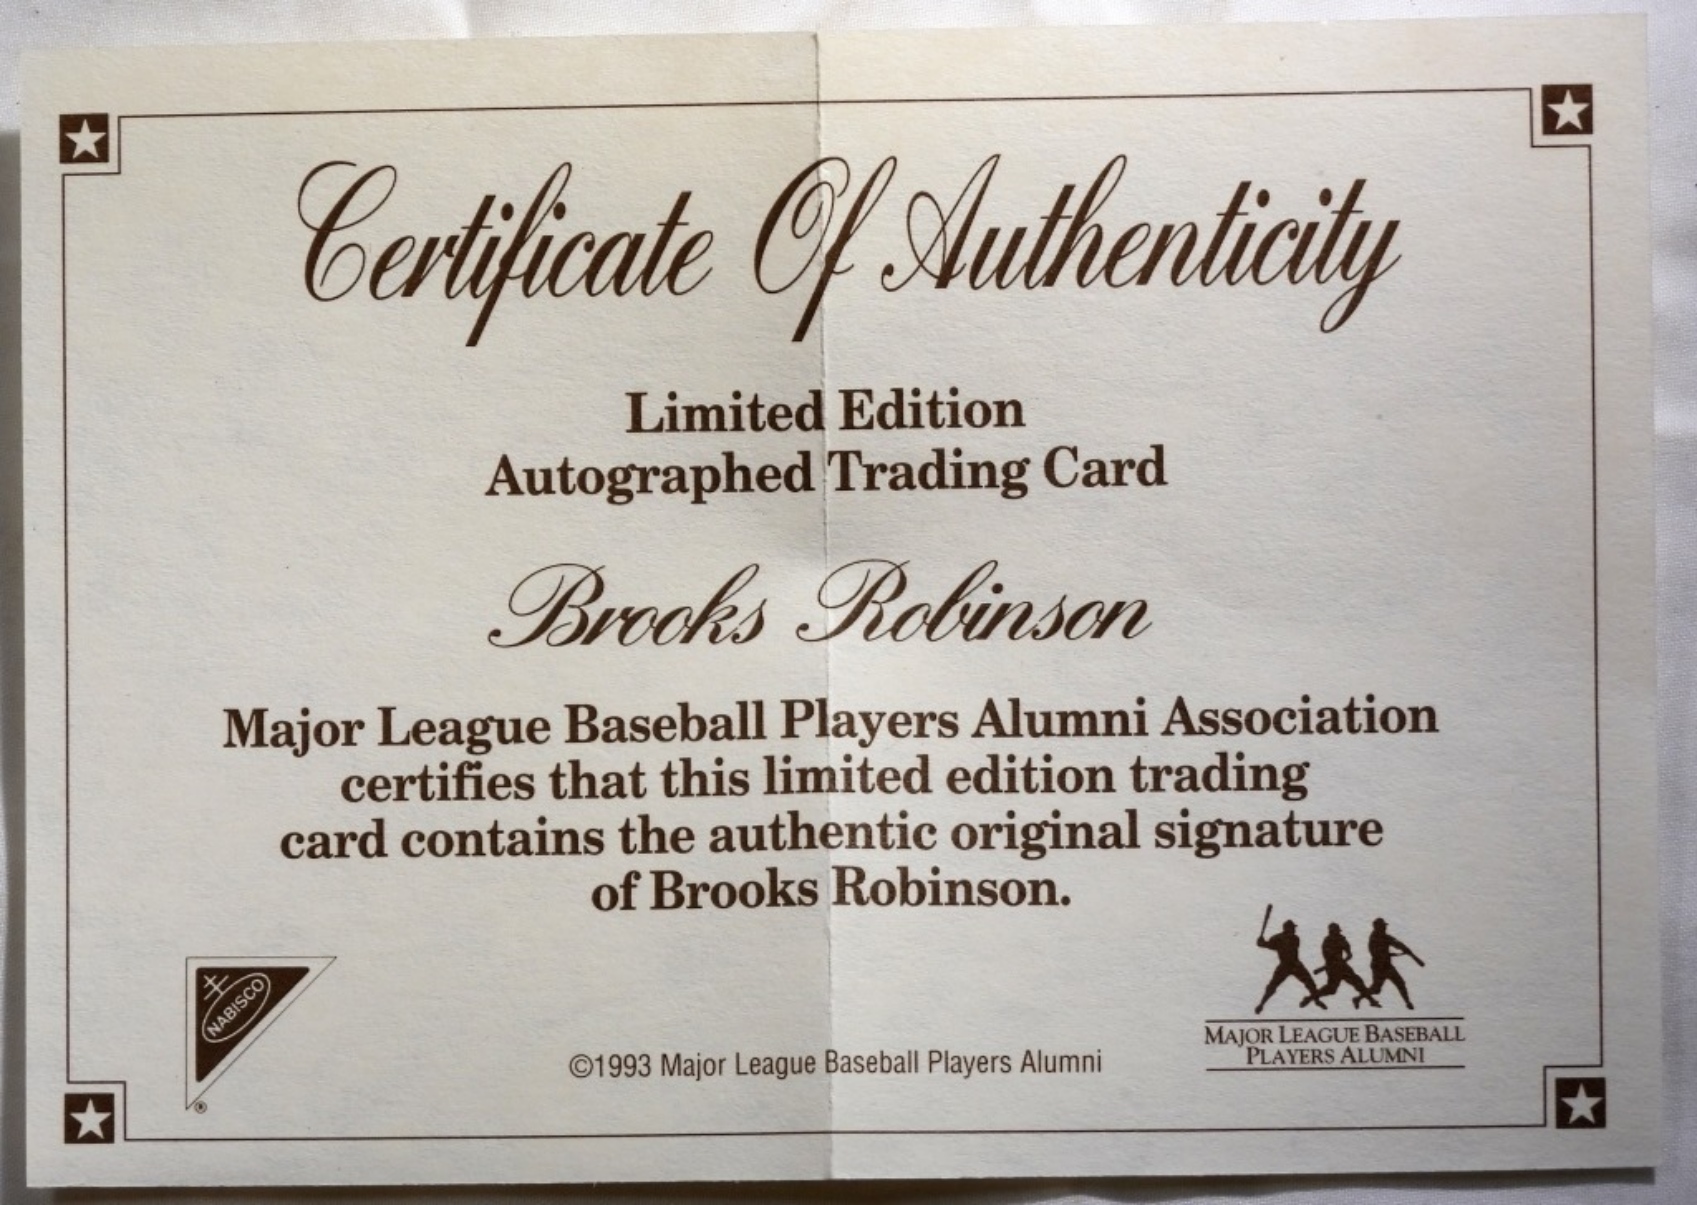 Certificate Of Authenticity
Limited Edition
Autographed Trading Card
Brooks Robinson
Major League Baseball Players Alumni Association
certifies that this limited edition trading
card contains the authentic original signature
of Brooks Robinson.
NABISCO
®
©1993 Major League Baseball Players Alumni
MAJOR LEAGUE BASEBALL
PLAYERS ALUMNI